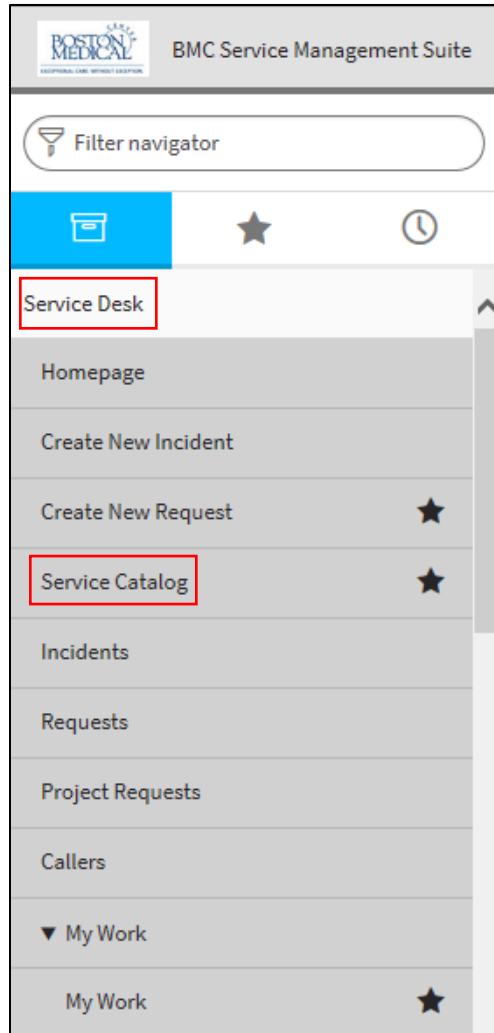 BOSTON
MEDICAL
CENTER
EXCEPTIONAL CARE. WITHOUT EXCEPTION.
BMC Service Management Suite
Filter navigator
Service Desk
Homepage
Create New Incident
Create New Request
Service Catalog
Incidents
Requests
Project Requests
Callers
▼ My Work
My Work